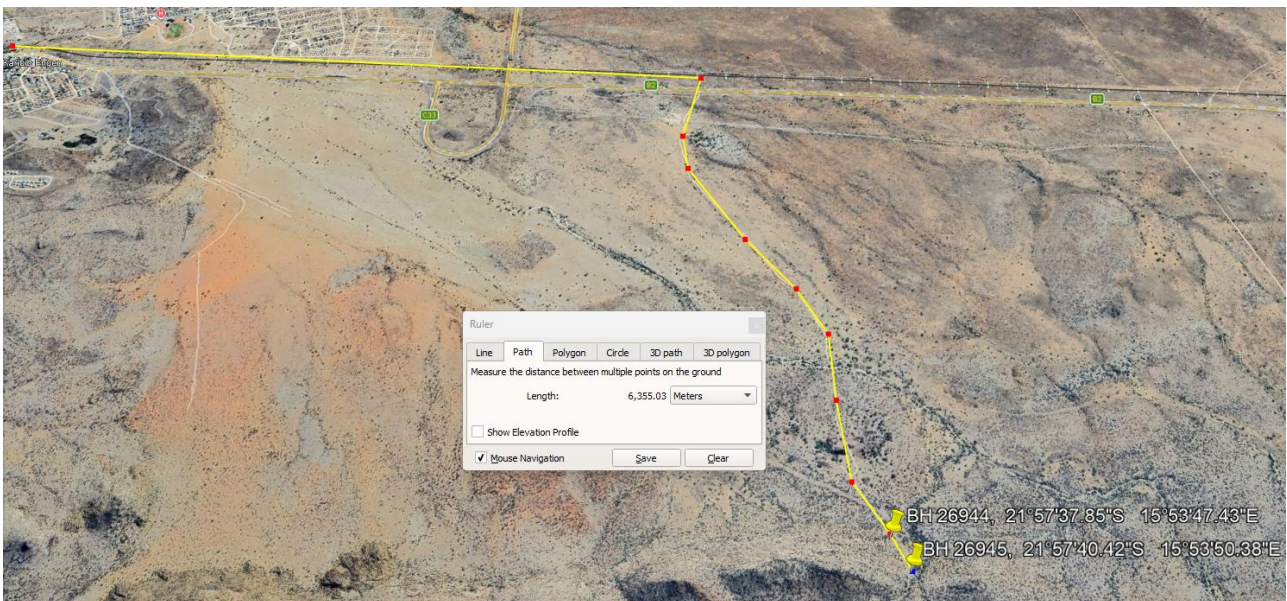 H
Karibib Erven
B2
C33
B2
Ruler
x
Line Path Polygon Circle 3D path 3D polygon
Measure the distance between multiple points on the ground
Length: 6,355.03 Meters
Show Elevation Profile
Mouse Navigation Save Clear
BH 26944, 21°57'37.85"S 15°53'47.43"E
BH 26945, 21°57'40.42"S 15°53'50.38"E